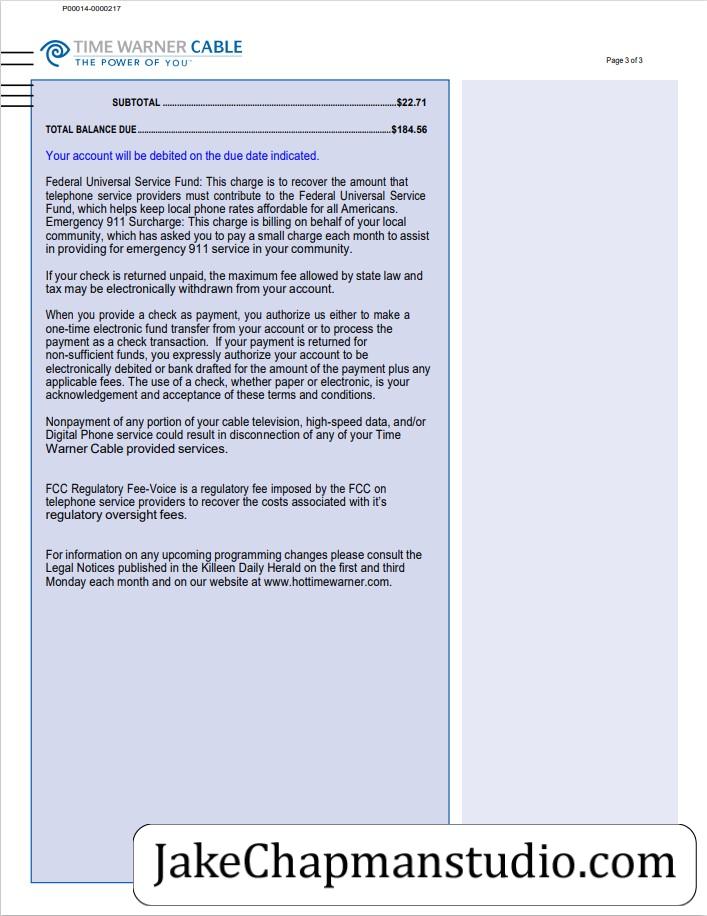 P00014-0000217
TIME WARNER CABLE
THE POWER OF YOU™
Page 3 of 3
SUBTOTAL ....................................................................................$22.71
TOTAL BALANCE DUE...........................................................................................$184.56
Your account will be debited on the due date indicated.
Federal Universal Service Fund: This charge is to recover the amount that
telephone service providers must contribute to the Federal Universal Service
Fund, which helps keep local phone rates affordable for all Americans.
Emergency 911 Surcharge: This charge is billing on behalf of your local
community, which has asked you to pay a small charge each month to assist
in providing for emergency 911 service in your community.
If your check is returned unpaid, the maximum fee allowed by state law and
tax may be electronically withdrawn from your account.
When you provide a check as payment, you authorize us either to make a
one-time electronic fund transfer from your account or to process the
payment as a check transaction. If your payment is returned for
non-sufficient funds, you expressly authorize your account to be
electronically debited or bank drafted for the amount of the payment plus any
applicable fees. The use of a check, whether paper or electronic, is your
acknowledgement and acceptance of these terms and conditions.
Nonpayment of any portion of your cable television, high-speed data, and/or
Digital Phone service could result in disconnection of any of your Time
Warner Cable provided services.
FCC Regulatory Fee-Voice is a regulatory fee imposed by the FCC on
telephone service providers to recover the costs associated with it’s
regulatory oversight fees.
For information on any upcoming programming changes please consult the
Legal Notices published in the Killeen Daily Herald on the first and third
Monday each month and on our website at www.hottimewarner.com.
JakeChapmanstudio.com